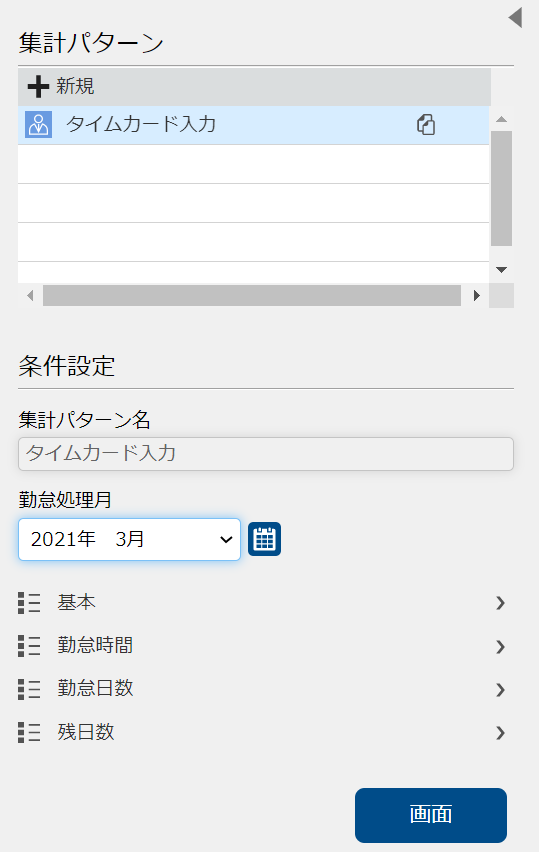 集計パターン
新規
タイムカード入力
条件設定
集計パターン名
タイムカード入力
勤怠処理月
2021年　3月
基本
勤怠時間
勤怠日数
残日数
画面